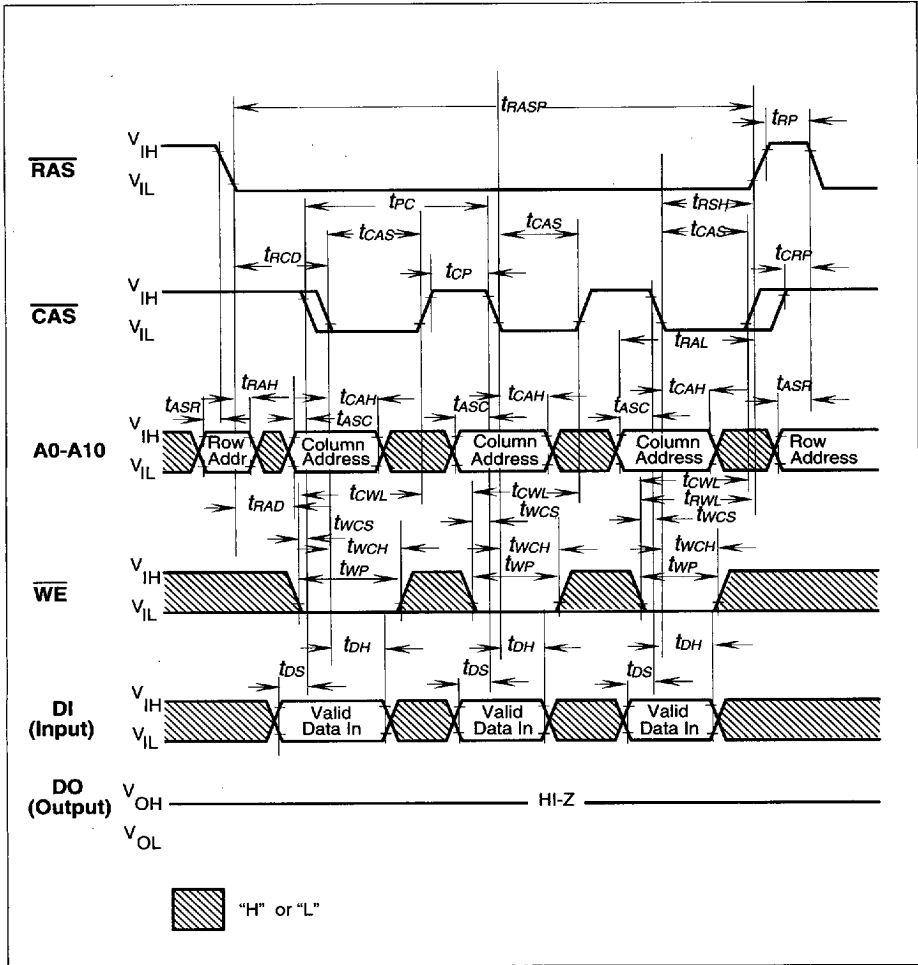 tRASP
tRP
RAS
VIH
VIL
tPC
tRSH
tCAS
tCAS
tCAS
tRCD
tCP
tCRP
CAS
VIH
VIL
tRAL
tRAH
tCAH
tCAH
tCAH
tASR
tASR
tASC
tASC
tASC
A0-A10
VIH
VIL
Row
Addr.
Column
Address
Column
Address
Column
Address
Row
Address
tCWL
tCWL
tCWL
tRAD
tRWL
tWCS
tWCS
tWCS
tWCH
tWCH
tWCH
tWP
tWP
tWP
WE
VIH
VIL
tDH
tDH
tDH
tDS
tDS
tDS
DI
(Input)
VIH
VIL
Valid
Data In
Valid
Data In
Valid
Data In
DO
(Output)
VOH
HI-Z
VOL
"H" or "L"